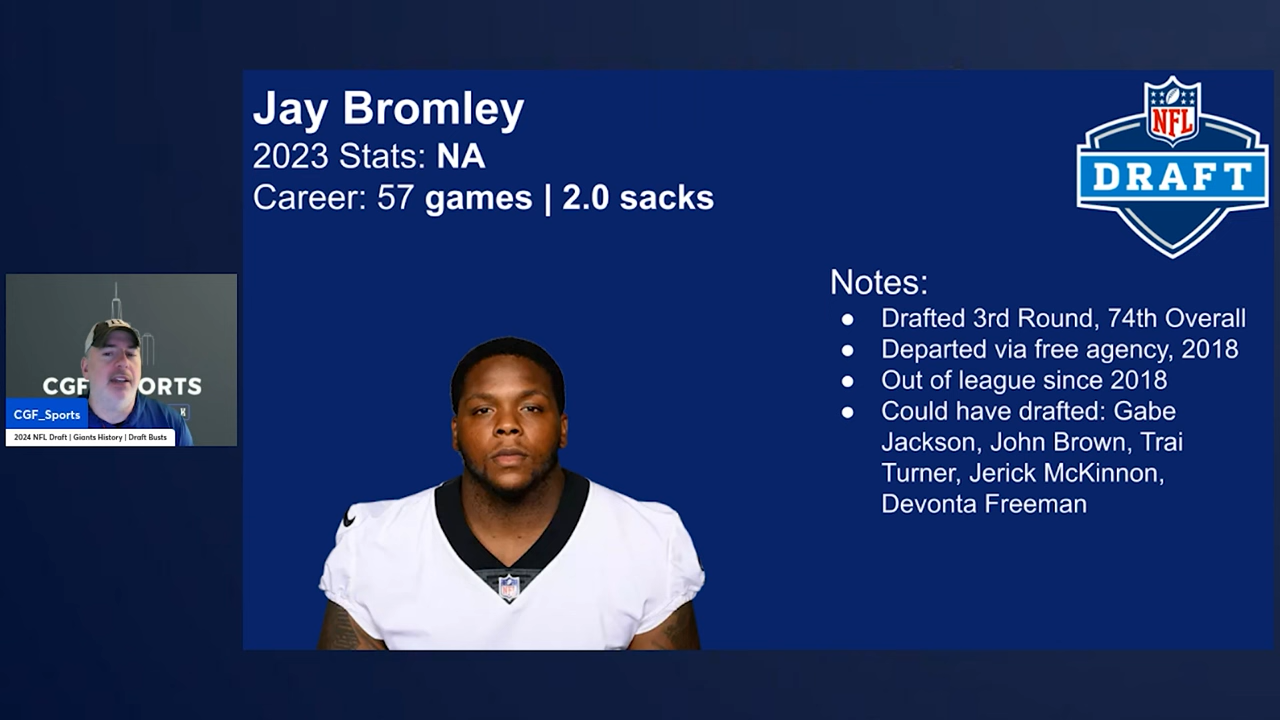 Jay Bromley
2023 Stats: NA
Career: 57 games | 2.0 sacks
NFL
DRAFT
Notes:
● Drafted 3rd Round, 74th Overall
● Departed via free agency, 2018
● Out of league since 2018
● Could have drafted: Gabe
Jackson, John Brown, Trai
Turner, Jerick McKinnon,
Devonta Freeman
NFL
CGF ORTS
CGF_Sports
2024 NFL Draft | Giants History | Draft Busts